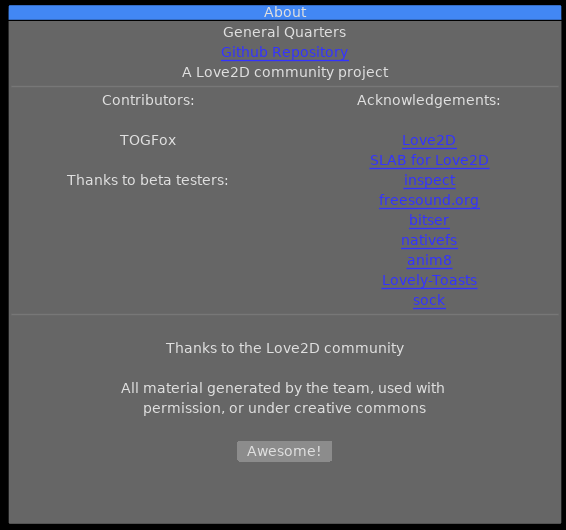 About
General Quarters
Github Repository
A Love2D community project
Contributors:
TOGFox
Thanks to beta testers:
Acknowledgements:
Love2D
SLAB for Love2D
inspect
freesound.org
bitser
nativefs
anim8
Lovely-Toasts
sock
Thanks to the Love2D community
All material generated by the team, used with
permission, or under creative commons
Awesome!